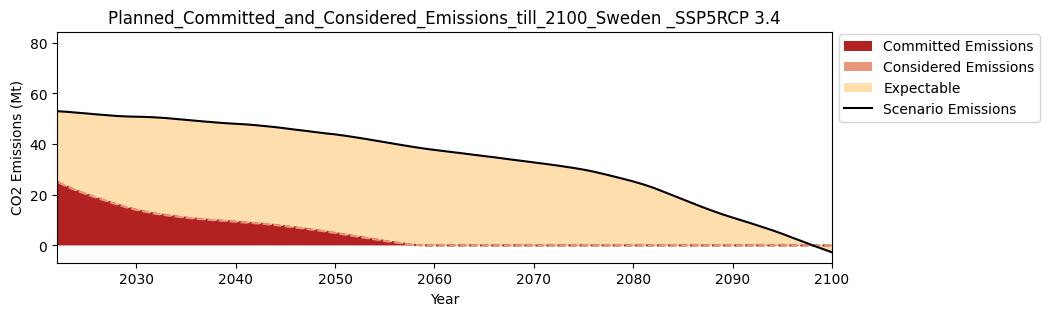 Planned_Committed_and_Considered_Emissions_till_2100_Sweden _SSP5RCP 3.4
80
60
40
20
0
CO2 Emissions (Mt)
2030
2040
2050
2060
2070
2080
2090
2100
Year
Committed Emissions
Considered Emissions
Expectable
Scenario Emissions